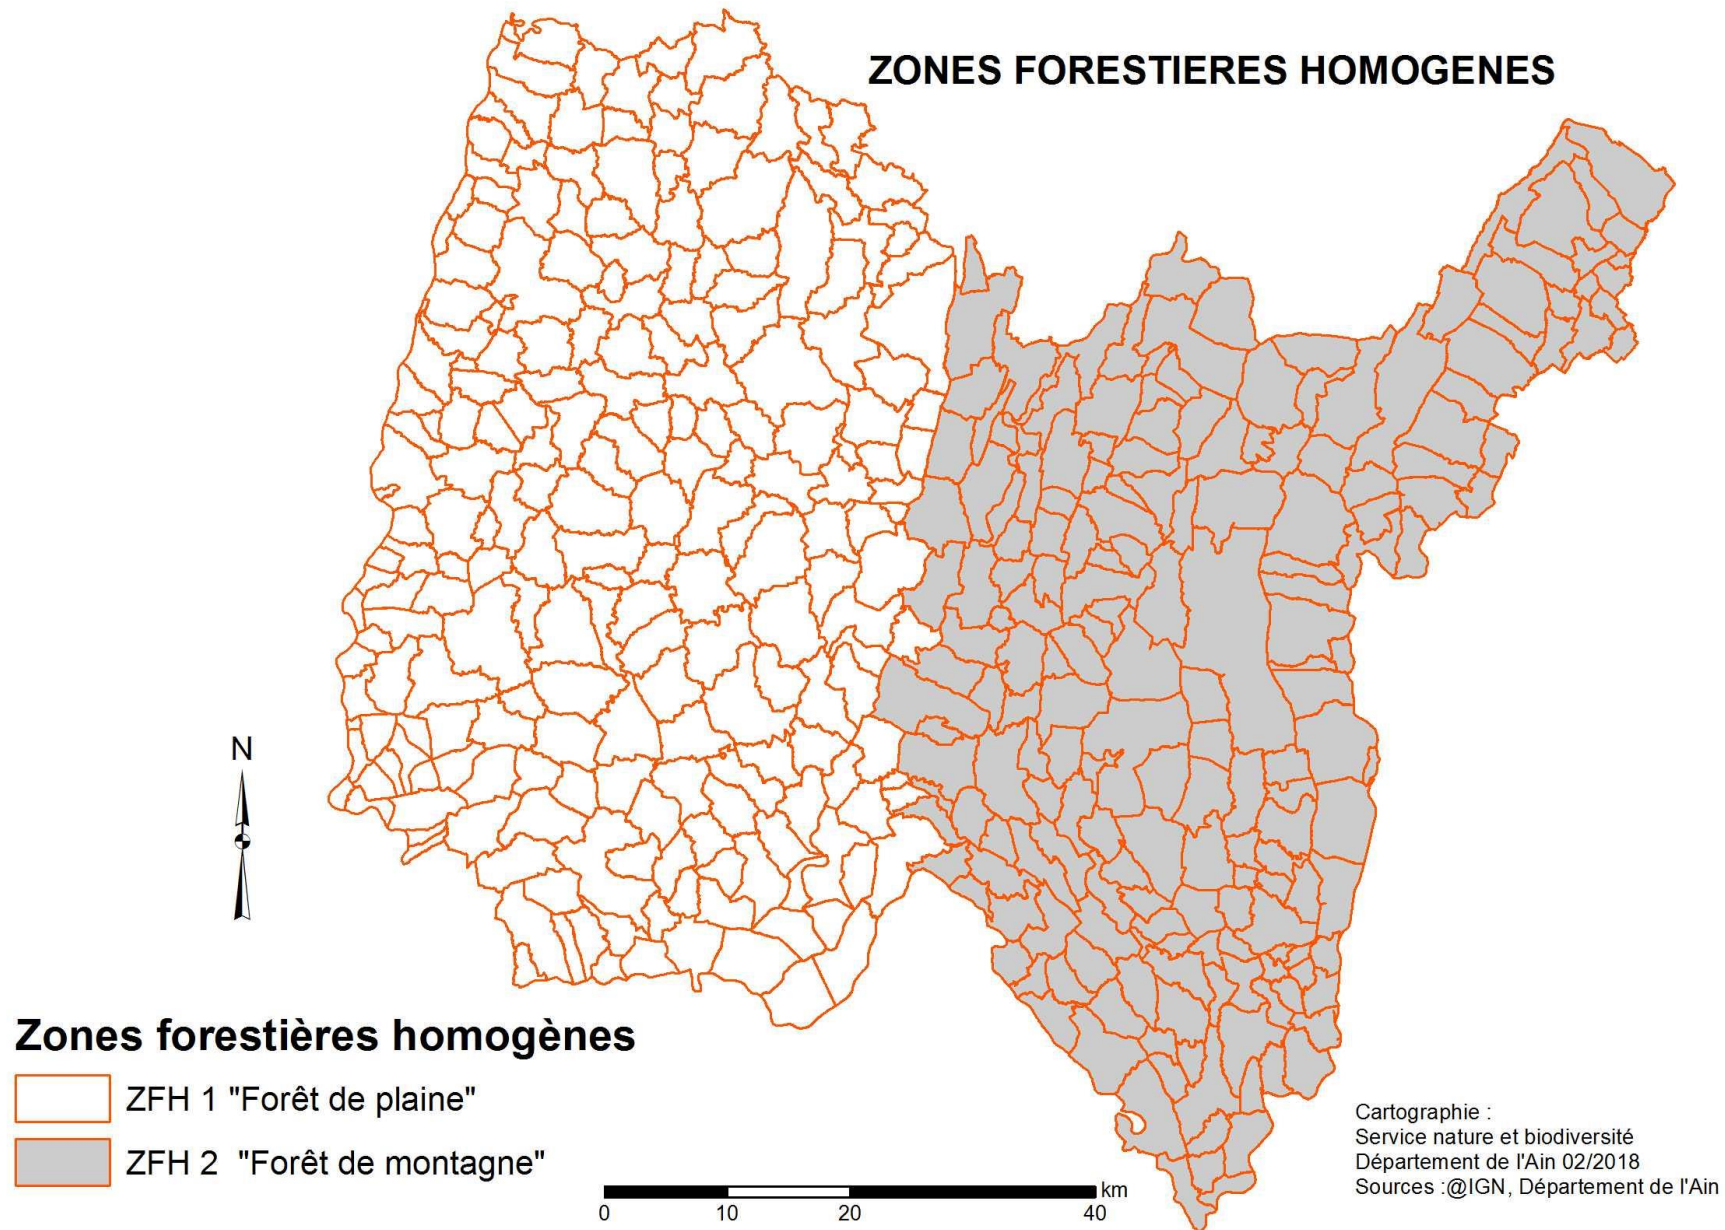 ZONES FORESTIERES HOMOGENES
N
Zones forestières homogènes
ZFH 1 "Forêt de plaine"
ZFH 2 "Forêt de montagne"
km
0 10 20 40
Cartographie :
Service nature et biodiversité
Département de l'Ain 02/2018
Sources :@IGN, Département de l'Ain